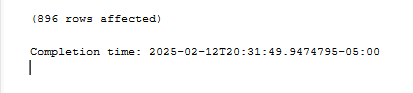 (896 rows affected)
Completion time: 2025-02-12T20:31:49.9474795-05:00